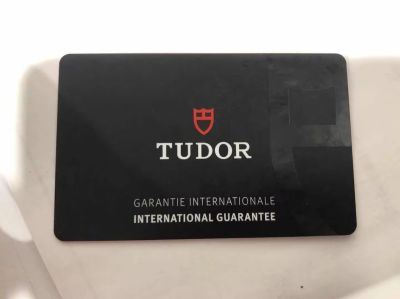 TUDOR
GARANTIE INTERNATIONALE
INTERNATIONAL GUARANTEE